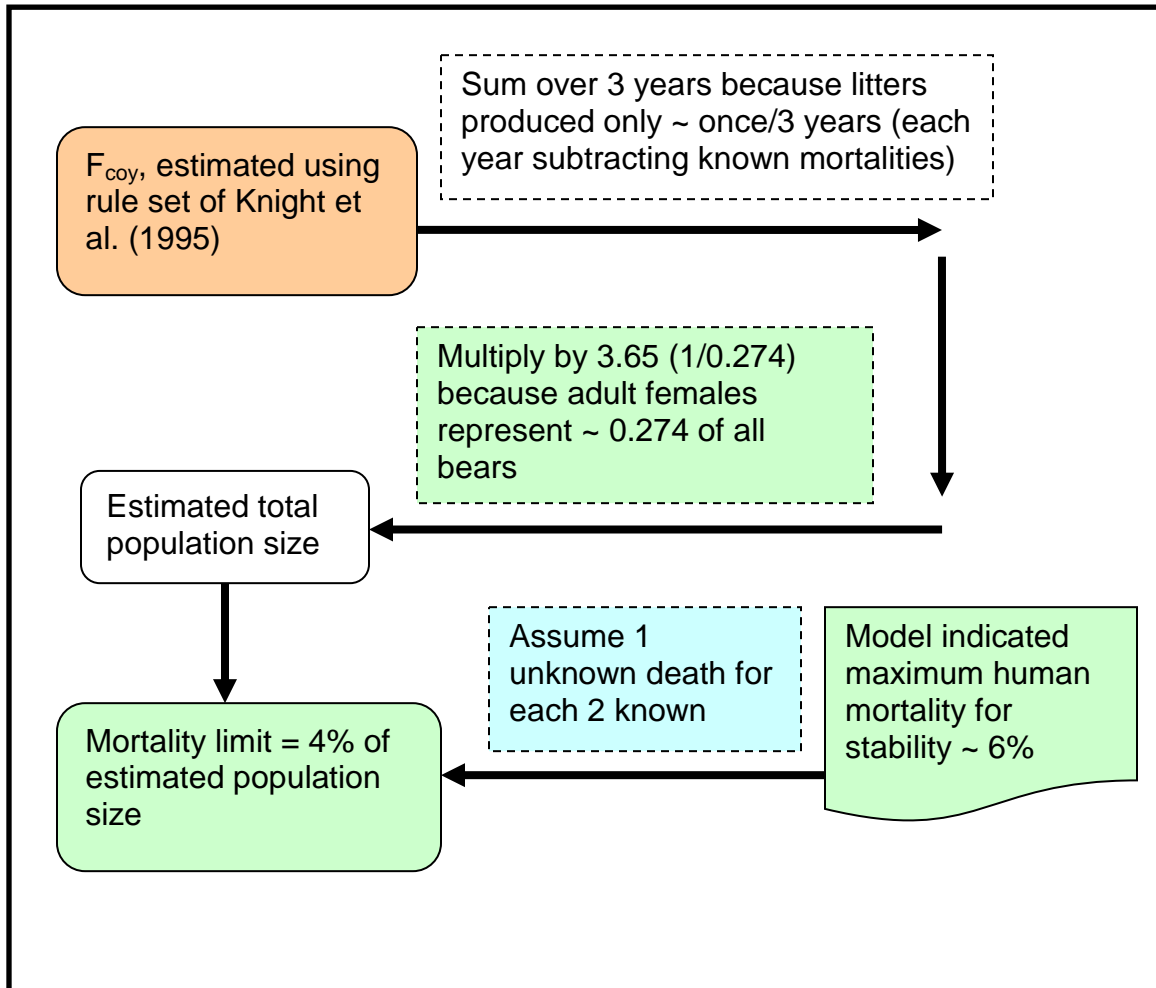 Sum over 3 years because litters
produced only ~ once/3 years (each
year subtracting known mortalities)
F_coy, estimated using
rule set of Knight et
al. (1995)
Multiply by 3.65 (1/0.274)
because adult females
represent ~ 0.274 of all
bears
Estimated total
population size
Assume 1
unknown death for
each 2 known
Model indicated
maximum human
mortality for
stability ~ 6%
Mortality limit = 4% of
estimated population
size